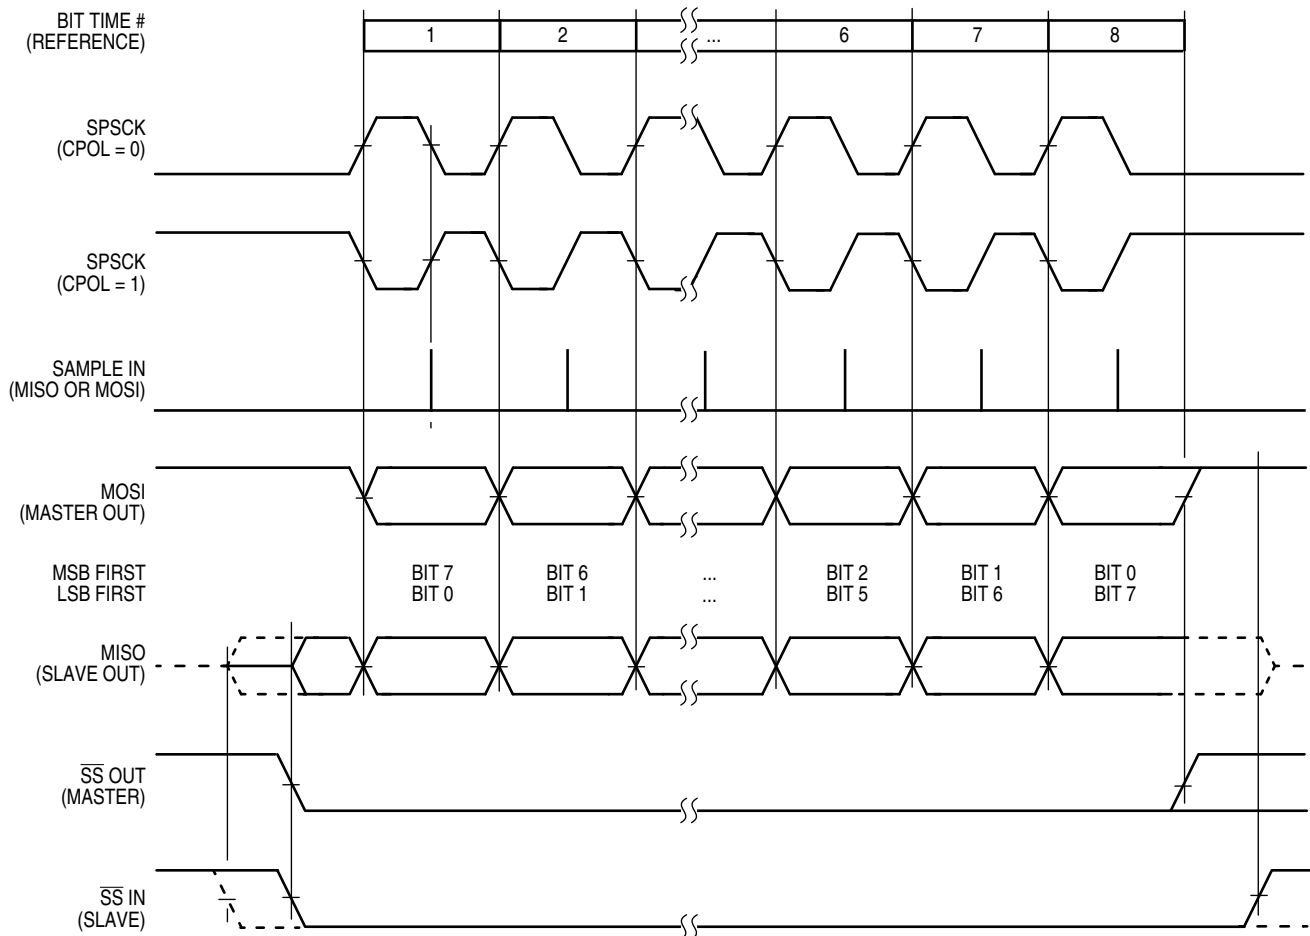 BIT TIME #
(REFERENCE)
1 2 ... 6 7 8
SPSCK
(CPOL = 0)
SPSCK
(CPOL = 1)
SAMPLE IN
(MISO OR MOSI)
MOSI
(MASTER OUT)
MSB FIRST BIT 7 BIT 6 ... BIT 2 BIT 1 BIT 0
LSB FIRST BIT 0 BIT 1 ... BIT 5 BIT 6 BIT 7
MISO
(SLAVE OUT)
S̅S̅ OUT
(MASTER)
S̅S̅ IN
(SLAVE)